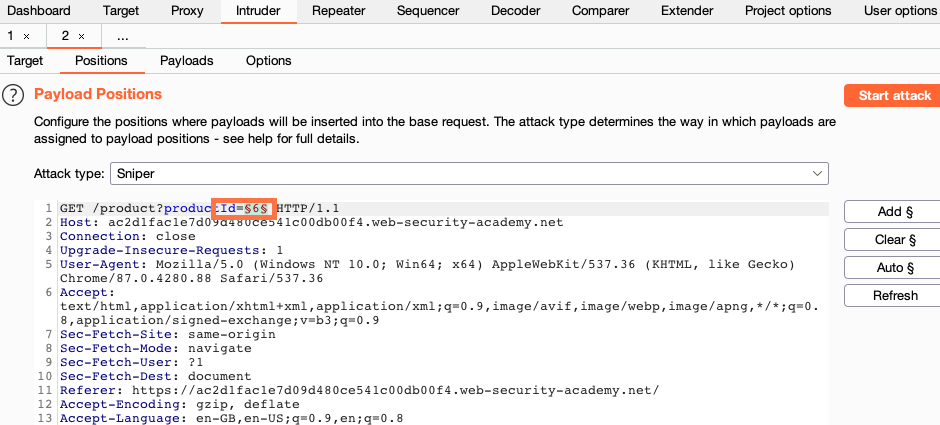 Dashboard Target Proxy Intruder Repeater Sequencer Decoder Comparer Extender Project options User options
1 × 2 × ...
Target Positions Payloads Options
? Payload Positions Start attack
Configure the positions where payloads will be inserted into the base request. The attack type determines the way in which payloads are
assigned to payload positions - see help for full details.
Attack type: Sniper
1 GET /product?productId=§6§ HTTP/1.1
2 Host: ac2d1fac1e7d09d480ce541c00db00f4.web-security-academy.net
3 Connection: close
4 Upgrade-Insecure-Requests: 1
5 User-Agent: Mozilla/5.0 (Windows NT 10.0; Win64; x64) AppleWebKit/537.36 (KHTML, like Gecko)
Chrome/87.0.4280.88 Safari/537.36
6 Accept:
text/html,application/xhtml+xml,application/xml;q=0.9,image/avif,image/webp,image/apng,*/*;q=0.
8,application/signed-exchange;v=b3;q=0.9
7 Sec-Fetch-Site: same-origin
8 Sec-Fetch-Mode: navigate
9 Sec-Fetch-User: ?1
10 Sec-Fetch-Dest: document
11 Referer: https://ac2d1fac1e7d09d480ce541c00db00f4.web-security-academy.net/
12 Accept-Encoding: gzip, deflate
13 Accept-Language: en-GB,en-US;q=0.9,en;q=0.8
Add §
Clear §
Auto §
Refresh